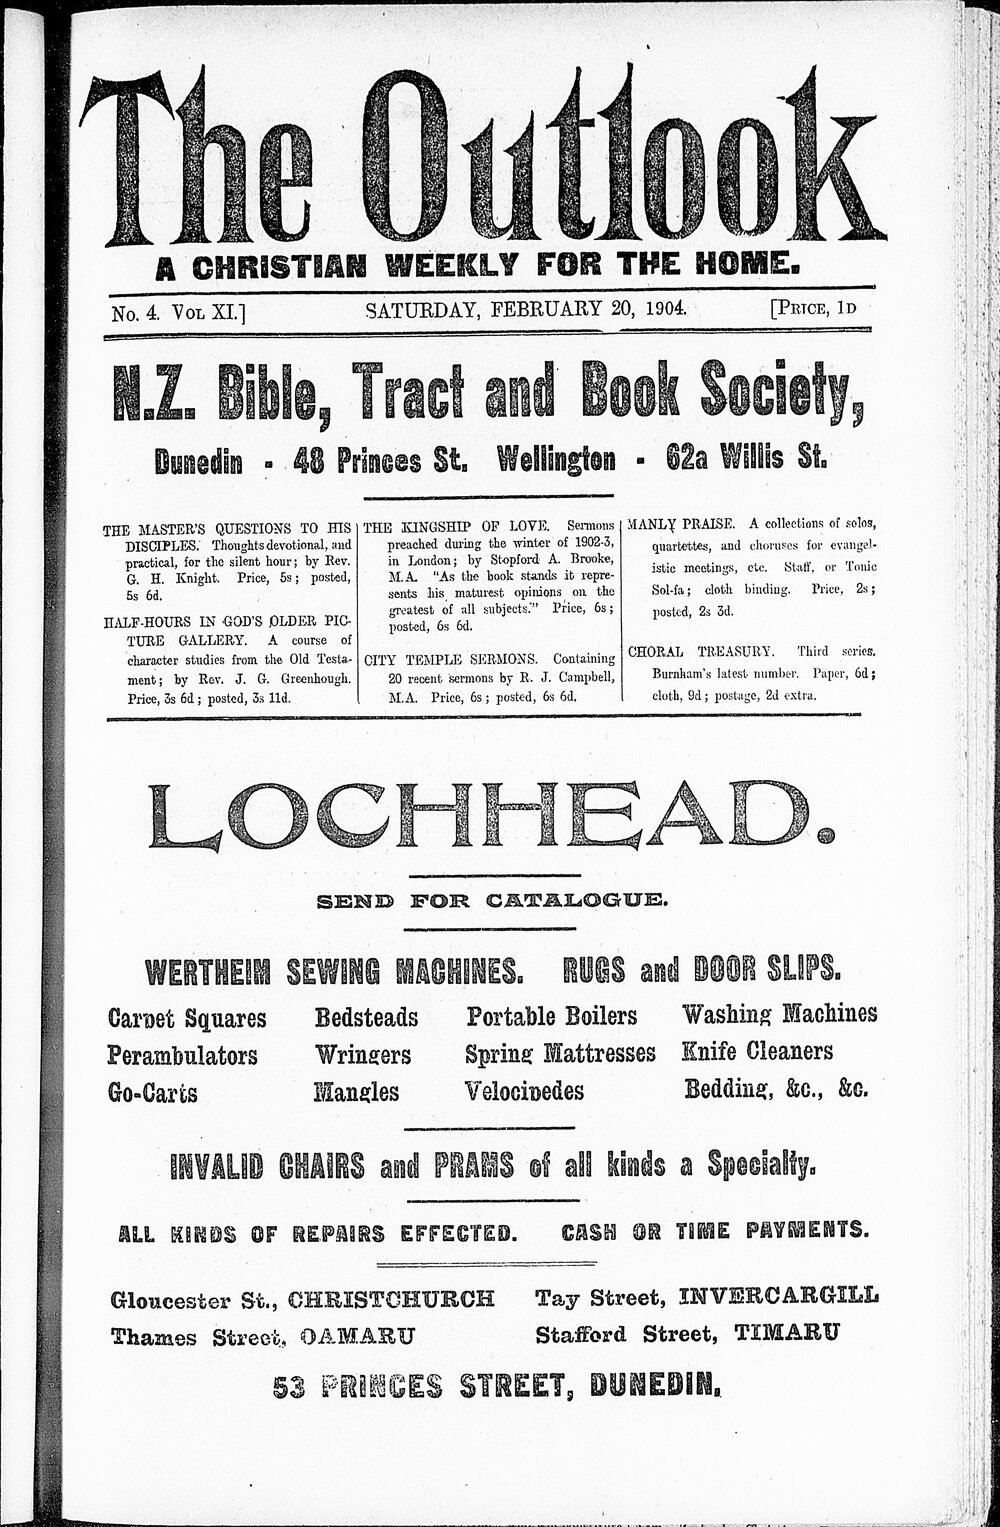 The Outlook
A CHRISTIAN WEEKLY FOR THE HOME.
No. 4. Vol XI.]
SATURDAY, FEBRUARY 20, 1904.
[Price, 1d
N.Z. Bible, Tract and Book Society,
Dunedin - 48 Princes St. Wellington - 62a Willis St.
THE MASTER'S QUESTIONS TO HIS
DISCIPLES. Thoughts devotional, and
practical, for the silent hour; by Rev.
G. H. Knight. Price, 5s; posted,
5s 6d.
HALF-HOURS IN GOD'S OLDER PIC-
TURE GALLERY. A course of
character studies from the Old Testa-
ment; by Rev. J. G. Greenhough.
Price, 3s 6d; posted, 3s 11d.
THE KINGSHIP OF LOVE. Sermons
preached during the winter of 1902-3,
in London; by Stopford A. Brooke,
M.A. "As the book stands it repre-
sents his maturest opinions on the
greatest of all subjects." Price, 6s;
posted, 6s 6d.
CITY TEMPLE SERMONS. Containing
20 recent sermons by R. J. Campbell,
M.A. Price, 6s; posted, 6s 6d.
MANLY PRAISE. A collections of solos,
quartettes, and choruses for evangel-
istic meetings, etc. Staff, or Tonic
Sol-fa; cloth binding. Price, 2s;
posted, 2s 3d.
CHORAL TREASURY. Third series.
Burnham's latest number. Paper, 6d;
cloth, 9d; postage, 2d extra.
LOCHHEAD.
SEND FOR CATALOGUE.
WERTHEIM SEWING MACHINES. RUGS and DOOR SLIPS.
Carpet Squares Bedsteads Portable Boilers Washing Machines
Perambulators Wringers Spring Mattresses Knife Cleaners
Go-Carts Mangles Velocipedes Bedding, &c., &c.
INVALID CHAIRS and PRAMS of all kinds a Specialty.
ALL KINDS OF REPAIRS EFFECTED. CASH OR TIME PAYMENTS.
Gloucester St., CHRISTCHURCH Tay Street, INVERCARGILL
Thames Street, OAMARU Stafford Street, TIMARU
53 PRINCES STREET, DUNEDIN.